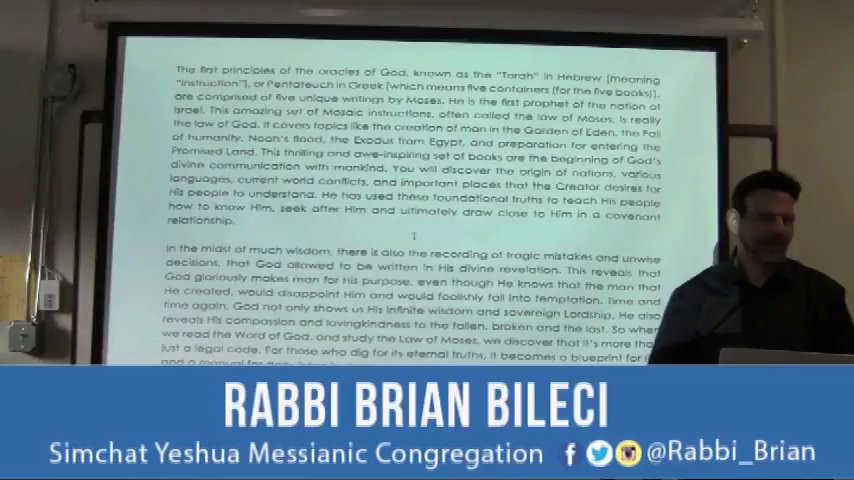 The first principles of the oracles of God, known as the "Torah" in Hebrew (meaning
"Instruction"), or Pentateuch in Greek (which means five containers (for the five books)),
are comprised of five unique writings by Moses. He is the first prophet of the nation of
Israel. This amazing set of Mosaic instructions, often called the law of Moses, is really
the law of God. It covers topics like the creation of man in the Garden of Eden, the Fall
of humanity, Noah's flood, the Exodus from Egypt, and preparation for entering the
Promised Land. This thrilling and awe-inspiring set of books are the beginning of God's
divine communication with mankind. You will discover the origin of nations, various
languages, current world conflicts, and important places that the Creator desires for
His people to understand. He has used these foundational truths to teach His people
how to know Him, seek after Him and ultimately draw close to Him in a covenant
relationship.
In the midst of much wisdom, there is also the recording of tragic mistakes and unwise
decisions, that God allowed to be written in His divine revelation. This reveals that
God gloriously makes man for His purpose, even though He knows that the man that
He created, would disappoint Him and would foolishly fall into temptation. Time and
time again, God not only shows us His infinite wisdom and sovereign Lordship, He also
reveals His compassion and lovingkindness to the fallen, broken and the lost. So when
we read the Word of God, and study the Law of Moses, we discover that it's more tha
just a legal code. For those who dig for its eternal truths, it becomes a blueprint for
and a manual for
RABBI BRIAN BILECI
Simchat Yeshua Messianic Congregation @Rabbi_Brian